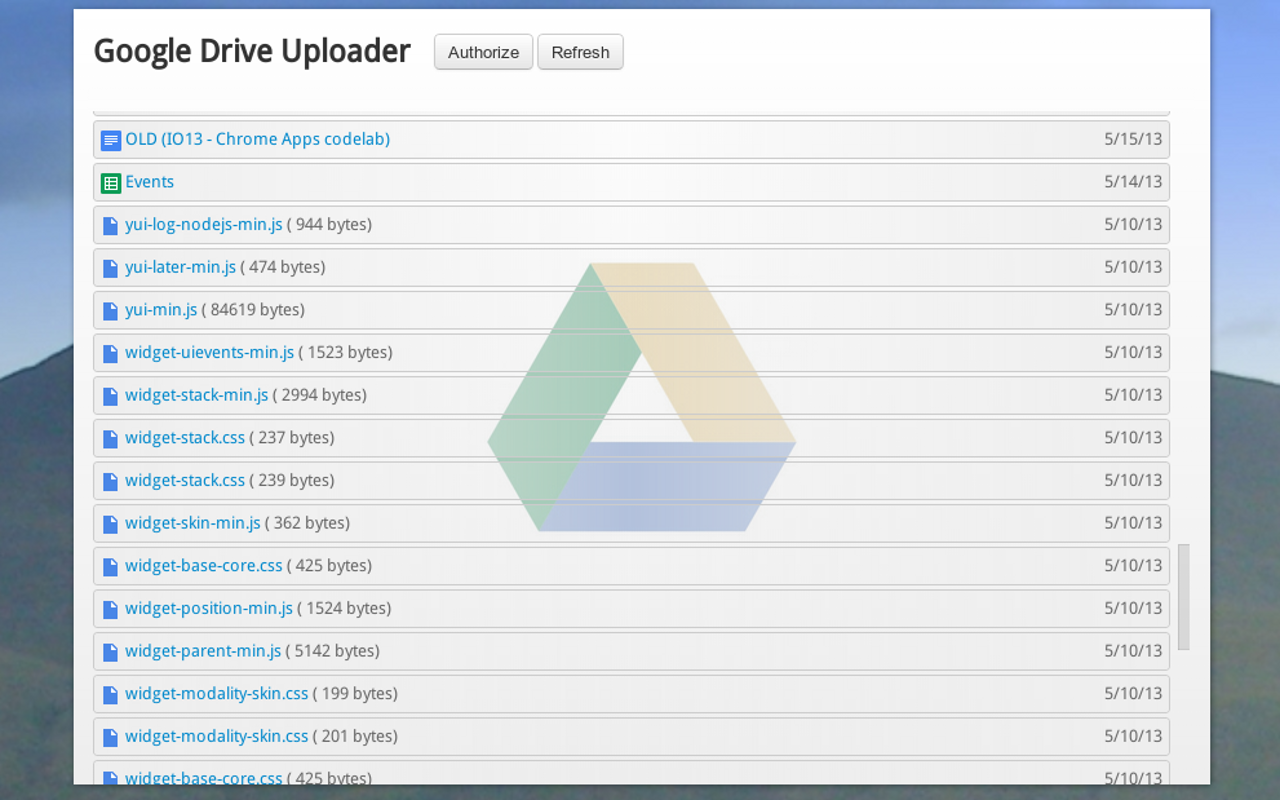 Google Drive Uploader Authorize Refresh
OLD (IO13 - Chrome Apps codelab) 5/15/13
Events 5/14/13
yui-log-nodejs-min.js ( 944 bytes) 5/10/13
yui-later-min.js ( 474 bytes) 5/10/13
yui-min.js ( 84619 bytes) 5/10/13
widget-uievents-min.js ( 1523 bytes) 5/10/13
widget-stack-min.js ( 2994 bytes) 5/10/13
widget-stack.css ( 237 bytes) 5/10/13
widget-stack.css ( 239 bytes) 5/10/13
widget-skin-min.js ( 362 bytes) 5/10/13
widget-base-core.css ( 425 bytes) 5/10/13
widget-position-min.js ( 1524 bytes) 5/10/13
widget-parent-min.js ( 5142 bytes) 5/10/13
widget-modality-skin.css ( 199 bytes) 5/10/13
widget-modality-skin.css ( 201 bytes) 5/10/13
widget-base-core.css ( 425 bytes) 5/10/13